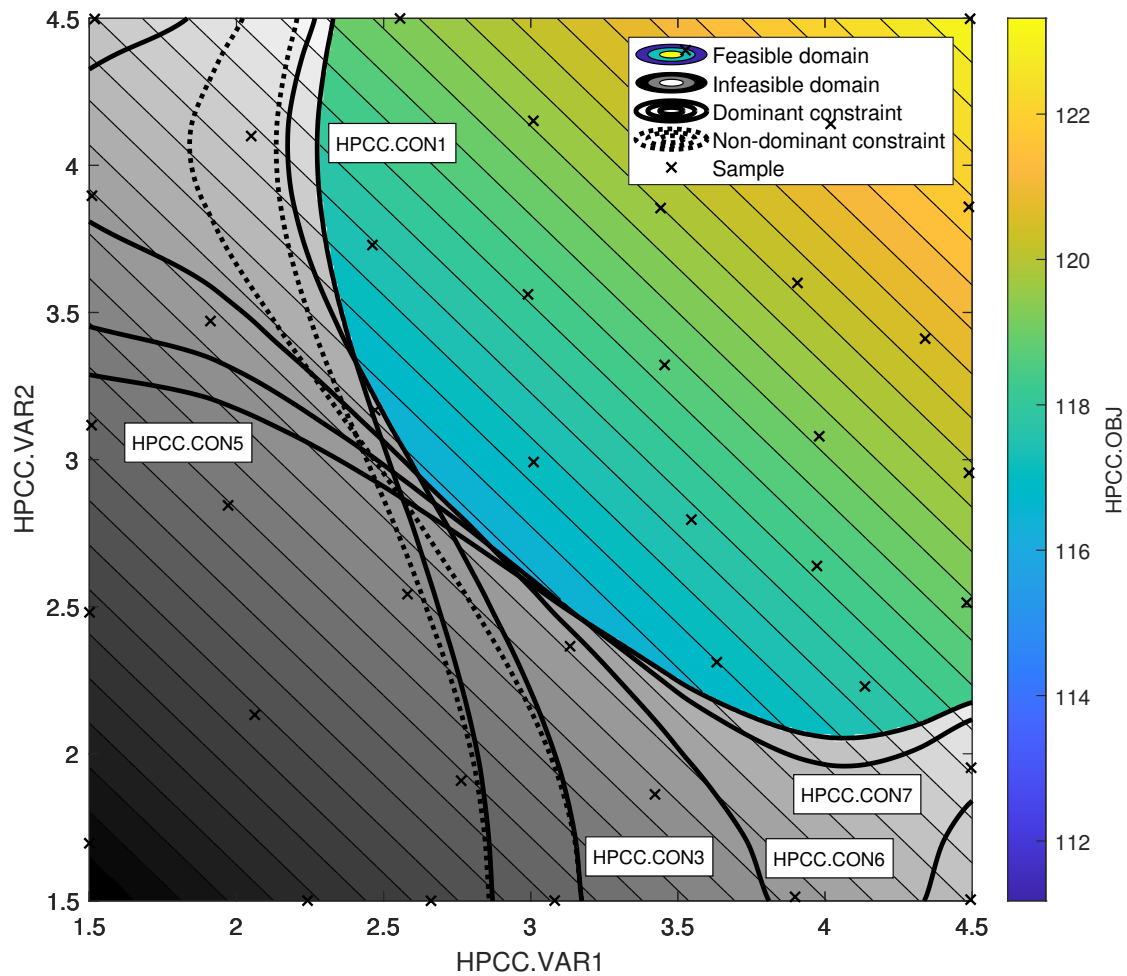 4.5
4
3.5
3
2.5
2
1.5
HPCC.VAR2
1.5
2
2.5
3
3.5
4
4.5
HPCC.VAR1
Feasible domain
Infeasible domain
Dominant constraint
Non-dominant constraint
Sample
HPCC.CON1
HPCC.CON5
HPCC.CON7
HPCC.CON3
HPCC.CON6
122
120
118
116
114
112
HPCC.OBJ